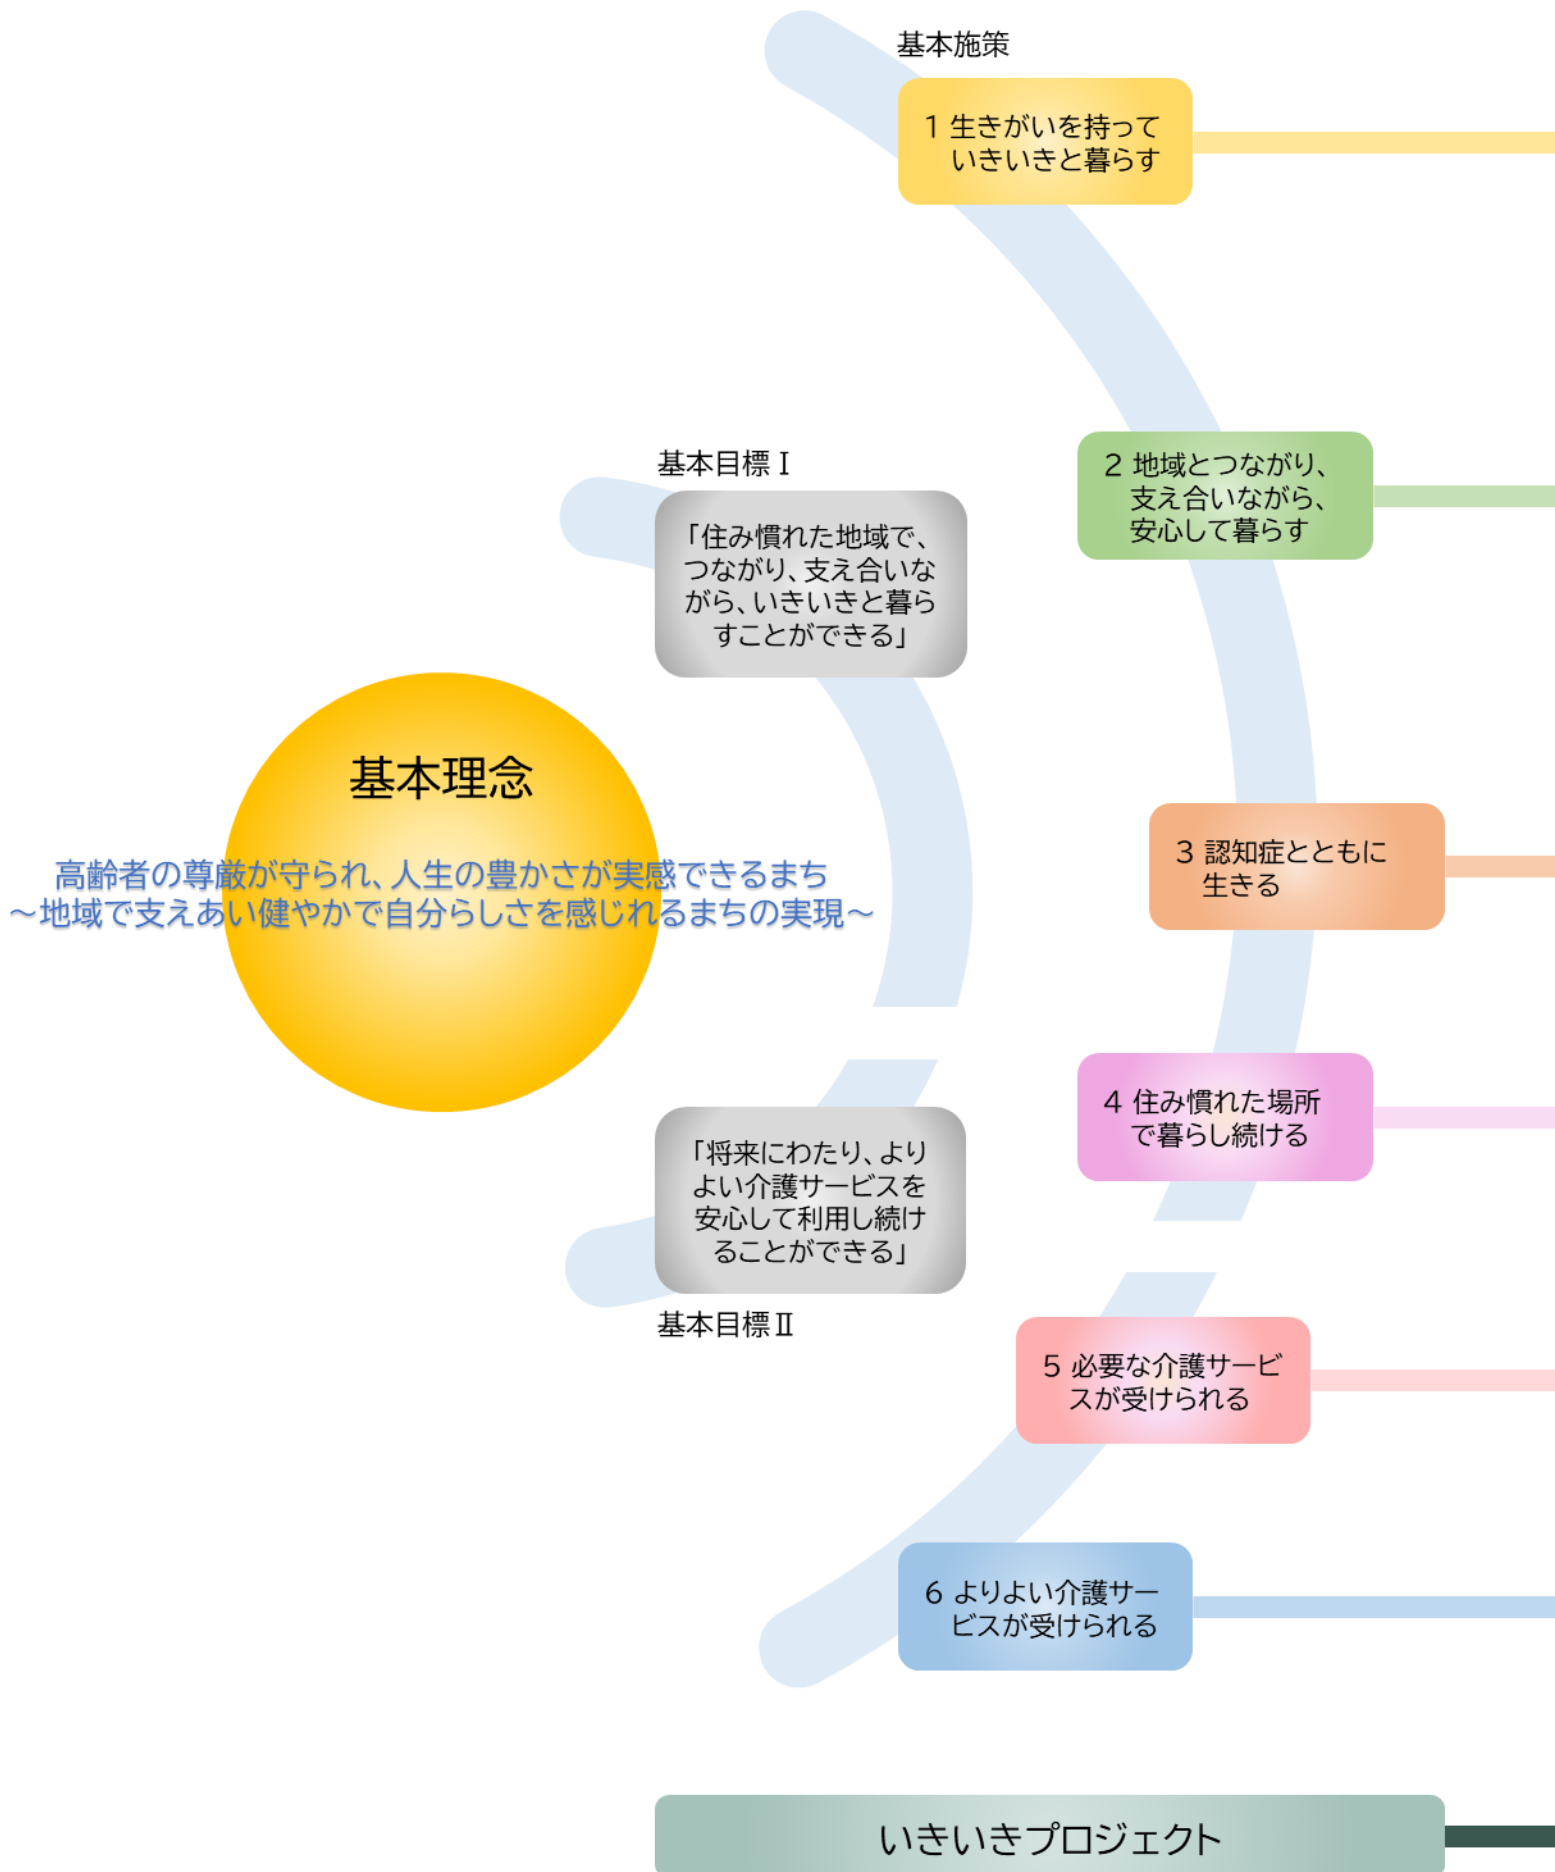 基本施策
1 生きがいを持って
いきいきと暮らす
基本目標Ⅰ
「住み慣れた地域で、
つながり、支え合いな
がら、いきいきと暮ら
すことができる」
2 地域とつながり、
支え合いながら、
安心して暮らす
基本理念
高齢者の尊厳が守られ、人生の豊かさが実感できるまち
～地域で支えあい健やかで自分らしさを感じれるまちの実現～
3 認知症とともに
生きる
4 住み慣れた場所
で暮らし続ける
「将来にわたり、より
よい介護サービスを
安心して利用し続け
ることができる」
基本目標Ⅱ
5 必要な介護サービ
スが受けられる
6 よりよい介護サー
ビスが受けられる
いきいきプロジェクト